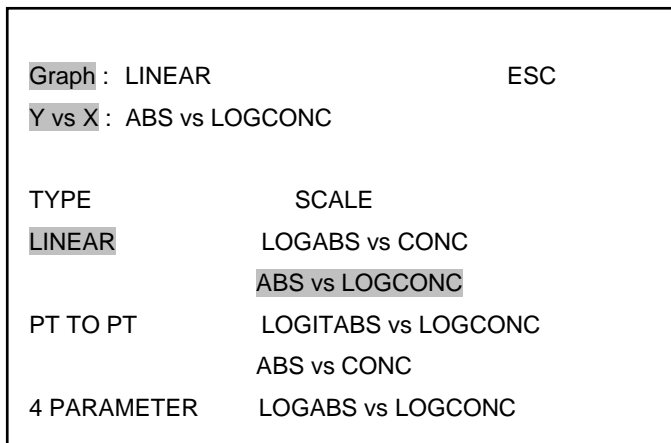 Graph : LINEAR ESC
Y vs X : ABS vs LOGCONC
TYPE SCALE
LINEAR LOGABS vs CONC
ABS vs LOGCONC
PT TO PT LOGITABS vs LOGCONC
ABS vs CONC
4 PARAMETER LOGABS vs LOGCONC